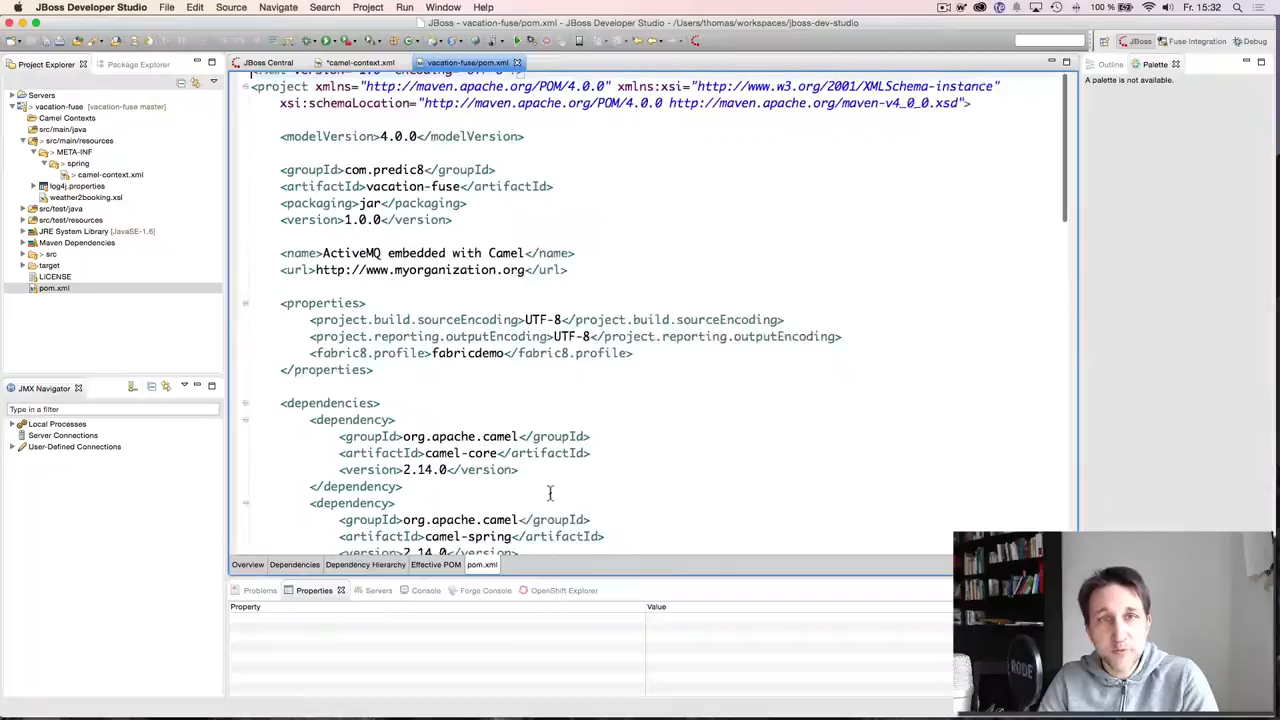 JBoss Developer Studio File Edit Source Navigate Search Project Run Window Help 100 % Fr. 15:32
JBoss – vacation-fuse/pom.xml – JBoss Developer Studio – /Users/thomas/workspaces/jboss-dev-studio
JBoss Fuse Integration Debug
Project Explorer Package Explorer
JBoss Central *camel-context.xml vacation-fuse/pom.xml
Outline Palette
A palette is not available.
Servers
vacation-fuse [vacation-fuse master]
Camel Contexts
src/main/java
> src/main/resources
> META-INF
> spring
> camel-context.xml
log4j.properties
weather2booking.xsl
src/test/java
src/test/resources
JRE System Library [JavaSE-1.6]
Maven Dependencies
> src
target
LICENSE
pom.xml
<project xmlns="http://maven.apache.org/POM/4.0.0" xmlns:xsi="http://www.w3.org/2001/XMLSchema-instance"
xsi:schemaLocation="http://maven.apache.org/POM/4.0.0 http://maven.apache.org/maven-v4_0_0.xsd">
<modelVersion>4.0.0</modelVersion>
<groupId>com.predic8</groupId>
<artifactId>vacation-fuse</artifactId>
<packaging>jar</packaging>
<version>1.0.0</version>
<name>ActiveMQ embedded with Camel</name>
<url>http://www.myorganization.org</url>
<properties>
<project.build.sourceEncoding>UTF-8</project.build.sourceEncoding>
<project.reporting.outputEncoding>UTF-8</project.reporting.outputEncoding>
<fabric8.profile>fabricdemo</fabric8.profile>
</properties>
<dependencies>
<dependency>
<groupId>org.apache.camel</groupId>
<artifactId>camel-core</artifactId>
<version>2.14.0</version>
</dependency>
<dependency>
<groupId>org.apache.camel</groupId>
<artifactId>camel-spring</artifactId>
<version>2.14.0</version>
Overview Dependencies Dependency Hierarchy Effective POM pom.xml
JMX Navigator
Type in a filter
Local Processes
Server Connections
User-Defined Connections
Problems Properties Servers Console Forge Console OpenShift Explorer
Property Value
RØDE